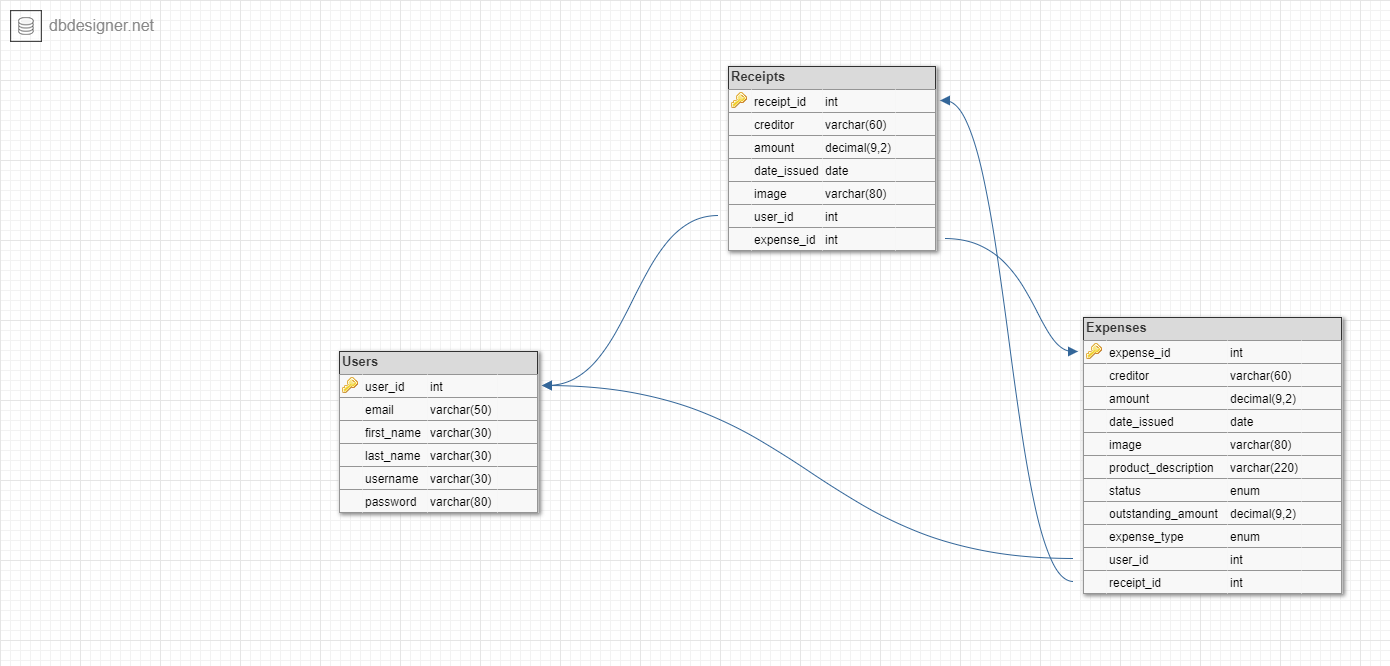 dbdesigner.net
Receipts
receipt_id int
creditor varchar(60)
amount decimal(9,2)
date_issued date
image varchar(80)
user_id int
expense_id int
Users
user_id int
email varchar(50)
first_name varchar(30)
last_name varchar(30)
username varchar(30)
password varchar(80)
Expenses
expense_id int
creditor varchar(60)
amount decimal(9,2)
date_issued date
image varchar(80)
product_description varchar(220)
status enum
outstanding_amount decimal(9,2)
expense_type enum
user_id int
receipt_id int